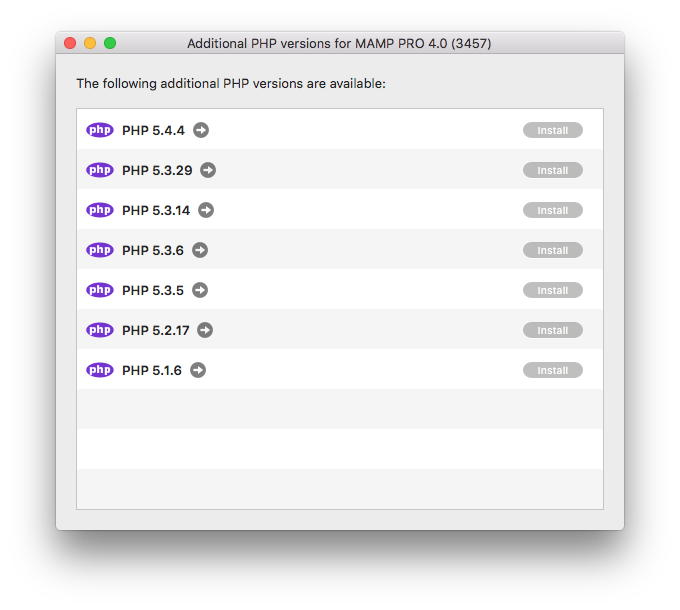 Additional PHP versions for MAMP PRO 4.0 (3457)
The following additional PHP versions are available:
php PHP 5.4.4 Install
php PHP 5.3.29 Install
php PHP 5.3.14 Install
php PHP 5.3.6 Install
php PHP 5.3.5 Install
php PHP 5.2.17 Install
php PHP 5.1.6 Install